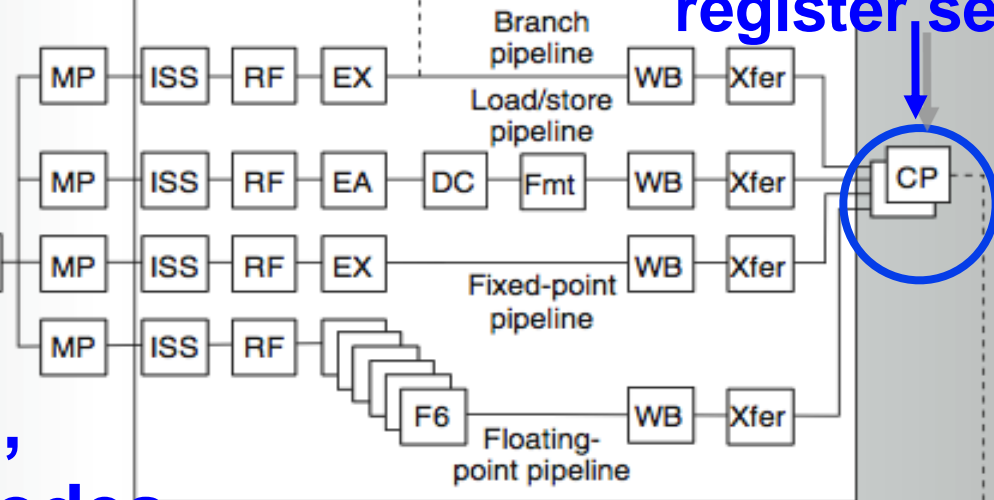 register se
Branch
pipeline
MP ISS RF EX WB Xfer
Load/store
pipeline
MP ISS RF EA DC Fmt WB Xfer
CP
MP ISS RF EX WB Xfer
Fixed-point
pipeline
MP ISS RF
F6 WB Xfer
Floating-
point pipeline
,